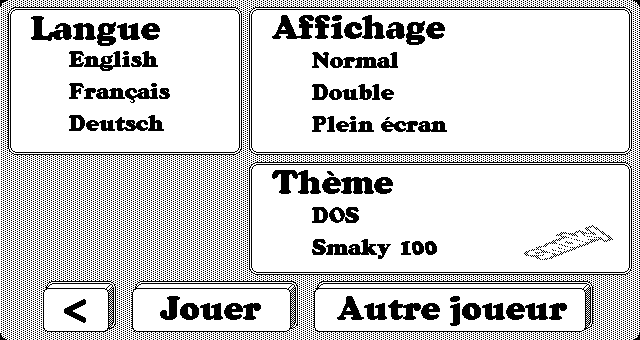 Langue
English
Français
Deutsch
Affichage
Normal
Double
Plein écran
Thème
DOS
Smaky 100
<
Jouer
Autre joueur